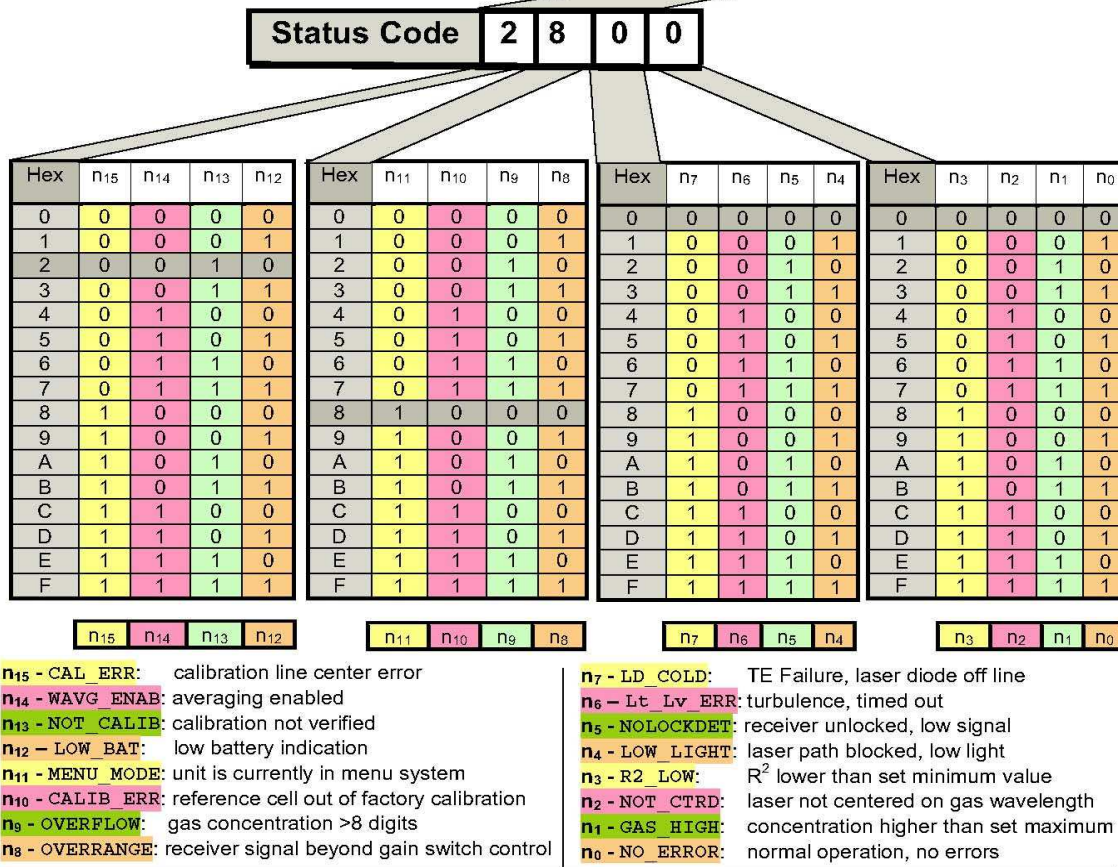 Status Code 2 8 0 0
Hex n15 n14 n13 n12 Hex n11 n10 n9 n8 Hex n7 n6 n5 n4 Hex n3 n2 n1 n0
0 0 0 0 0 0 0 0 0 0 0 0 0 0 0 0 0 0 0 0
1 0 0 0 1 1 0 0 0 1 1 0 0 0 1 1 0 0 0 1
2 0 0 1 0 2 0 0 1 0 2 0 0 1 0 2 0 0 1 0
3 0 0 1 1 3 0 0 1 1 3 0 0 1 1 3 0 0 1 1
4 0 1 0 0 4 0 1 0 0 4 0 1 0 0 4 0 1 0 0
5 0 1 0 1 5 0 1 0 1 5 0 1 0 1 5 0 1 0 1
6 0 1 1 0 6 0 1 1 0 6 0 1 1 0 6 0 1 1 0
7 0 1 1 1 7 0 1 1 1 7 0 1 1 1 7 0 1 1 1
8 1 0 0 0 8 1 0 0 0 8 1 0 0 0 8 1 0 0 0
9 1 0 0 1 9 1 0 0 1 9 1 0 0 1 9 1 0 0 1
A 1 0 1 0 A 1 0 1 0 A 1 0 1 0 A 1 0 1 0
B 1 0 1 1 B 1 0 1 1 B 1 0 1 1 B 1 0 1 1
C 1 1 0 0 C 1 1 0 0 C 1 1 0 0 C 1 1 0 0
D 1 1 0 1 D 1 1 0 1 D 1 1 0 1 D 1 1 0 1
E 1 1 1 0 E 1 1 1 0 E 1 1 1 0 E 1 1 1 0
F 1 1 1 1 F 1 1 1 1 F 1 1 1 1 F 1 1 1 1
n15 n14 n13 n12 n11 n10 n9 n8 n7 n6 n5 n4 n3 n2 n1 n0
n15 - CAL_ERR: calibration line center error
n14 - WAVG_ENAB: averaging enabled
n13 - NOT_CALIB: calibration not verified
n12 – LOW_BAT: low battery indication
n11 - MENU_MODE: unit is currently in menu system
n10 - CALIB_ERR: reference cell out of factory calibration
n9 - OVERFLOW: gas concentration >8 digits
n8 - OVERRANGE: receiver signal beyond gain switch control
n7 - LD_COLD: TE Failure, laser diode off line
n6 – Lt_Lv_ERR: turbulence, timed out
n5 - NOLOCKDET: receiver unlocked, low signal
n4 - LOW_LIGHT: laser path blocked, low light
n3 - R2_LOW: R² lower than set minimum value
n2 - NOT_CTRD: laser not centered on gas wavelength
n1 - GAS_HIGH: concentration higher than set maximum
n0 - NO_ERROR: normal operation, no errors